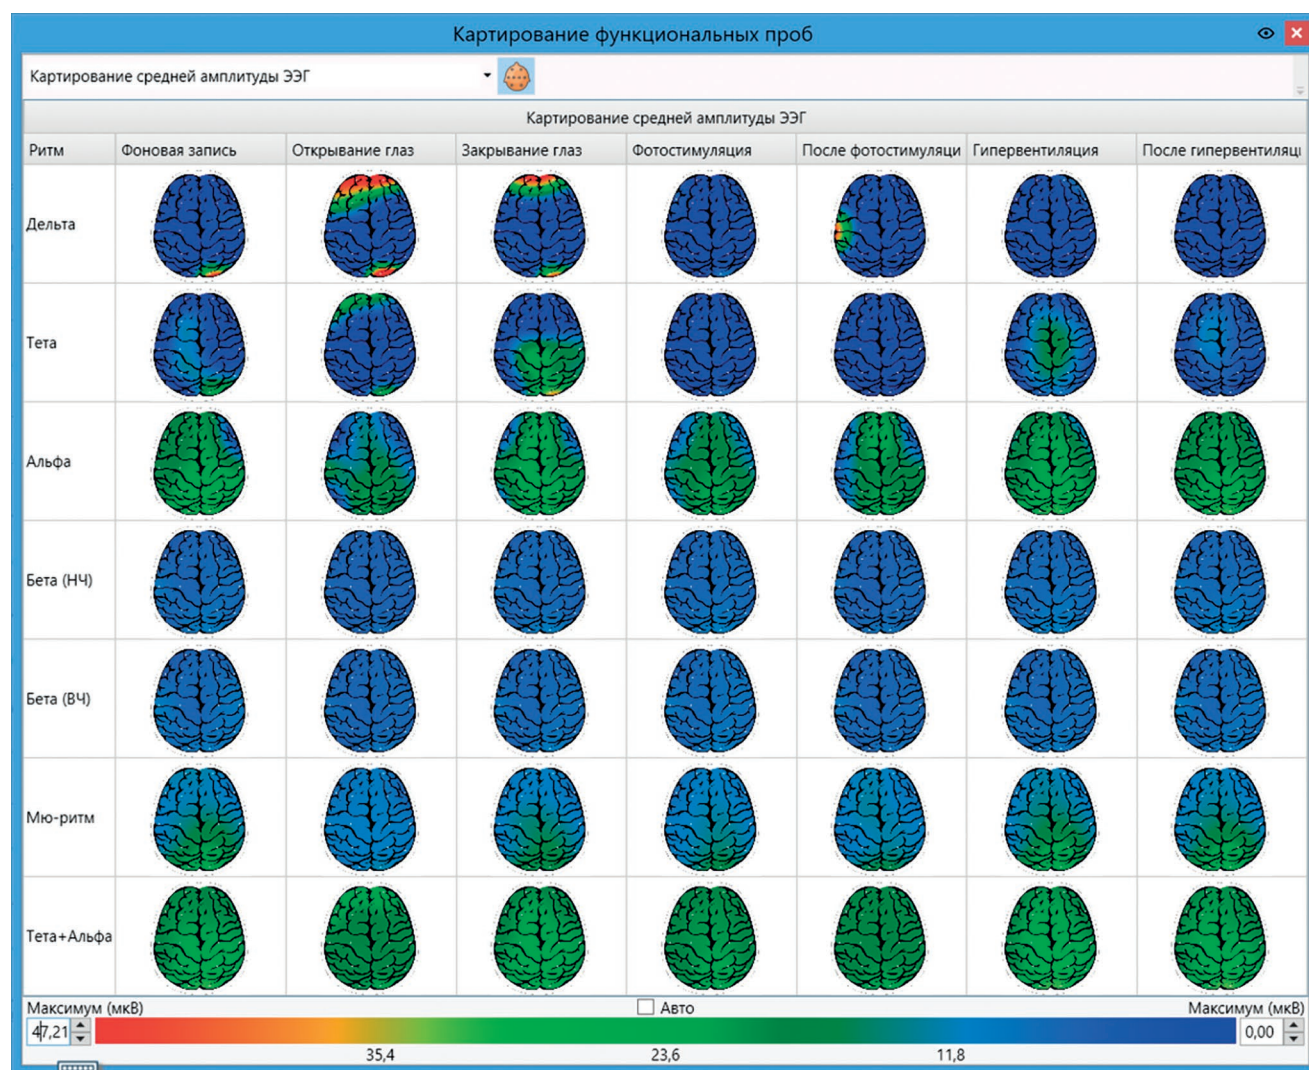 Картирование функциональных проб
Картирование средней амплитуды ЭЭГ
Картирование средней амплитуды ЭЭГ
Ритм Фоновая запись Открывание глаз Закрывание глаз Фотостимуляция После фотостимуляци Гипервентиляция После гипервентиляци
Дельта
Тета
Альфа
Бета (НЧ)
Бета (ВЧ)
Мю-ритм
Тета+Альфа
Максимум (мкВ) Авто Максимум (мкВ)
47,21 0,00
35,4 23,6 11,8